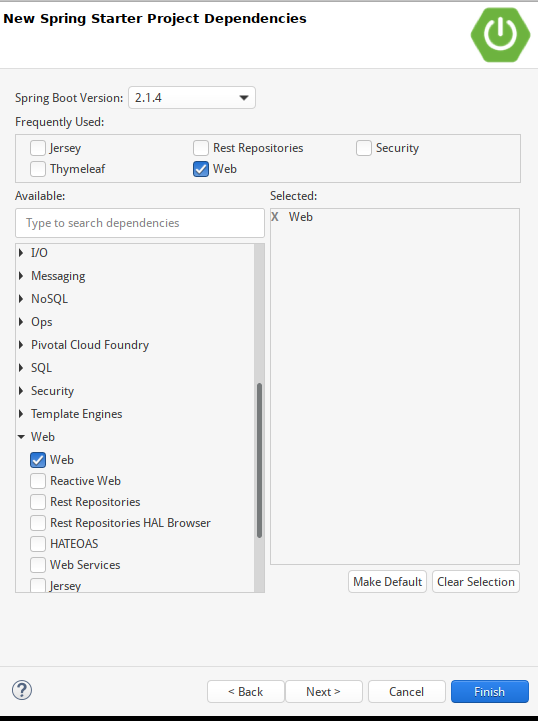 New Spring Starter Project Dependencies
Spring Boot Version: 2.1.4
Frequently Used:
Jersey Rest Repositories Security
Thymeleaf Web
Available: Selected:
Type to search dependencies X Web
I/O
Messaging
NoSQL
Ops
Pivotal Cloud Foundry
SQL
Security
Template Engines
Web
Web
Reactive Web
Rest Repositories
Rest Repositories HAL Browser
HATEOAS
Web Services
Jersey
Make Default Clear Selection
? < Back Next > Cancel Finish